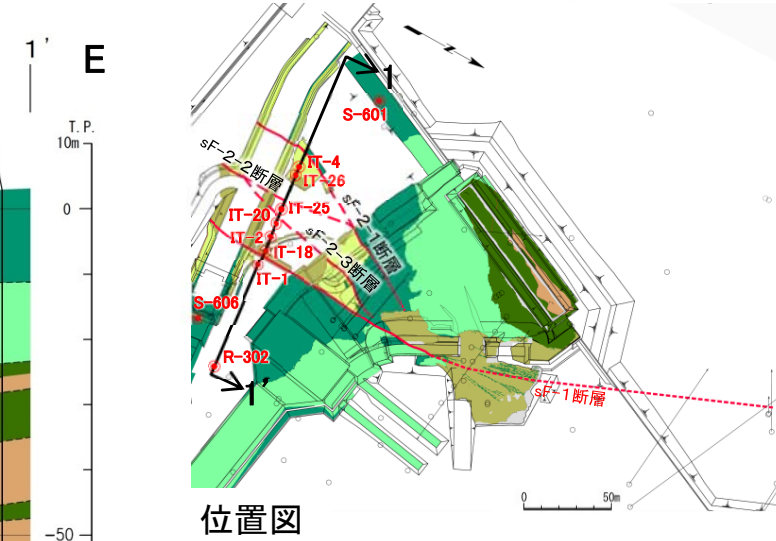 1'
E
T.P.
10m
0
-50
1
S-601
sF-2-2断層
IT-4
IT-26
IT-25
IT-20
sF-2-1断層
IT-2
IT-18
sF-2-3断層
IT-1
S-606
R-302
1'
sF-1断層
0
50m
位置図